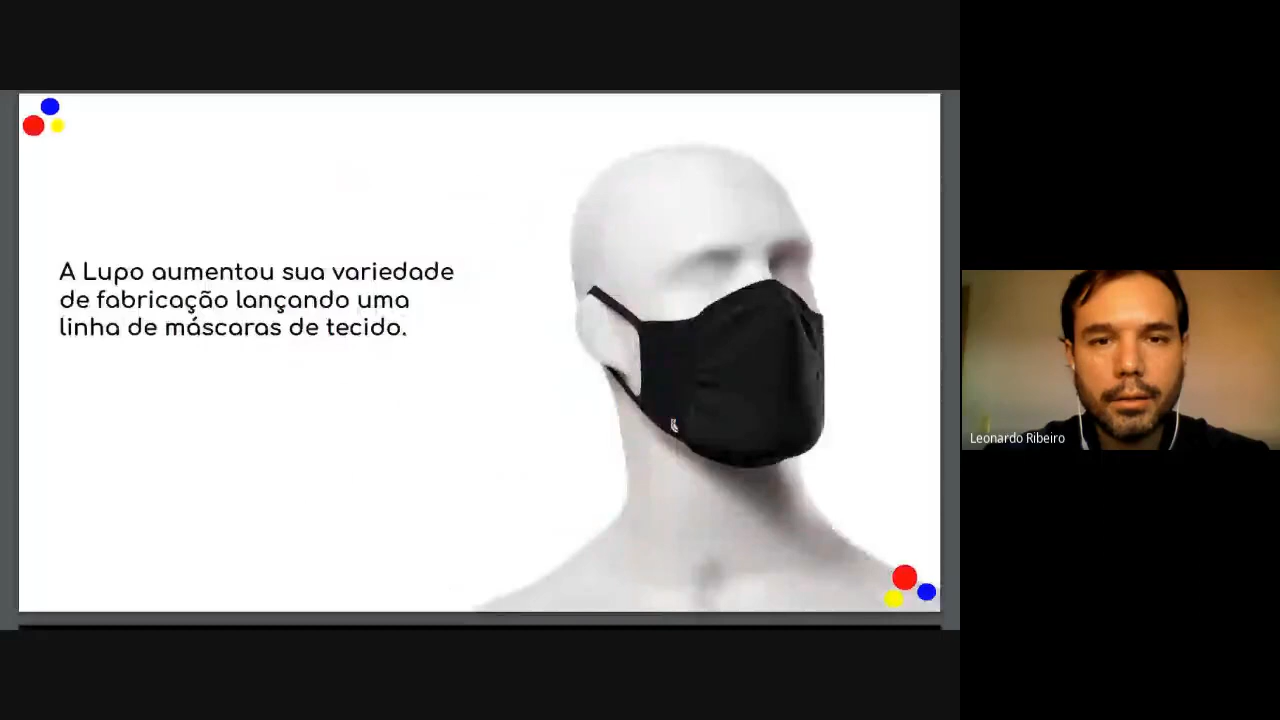 A Lupo aumentou sua variedade
de fabricação lançando uma
linha de máscaras de tecido.
Leonardo Ribeiro